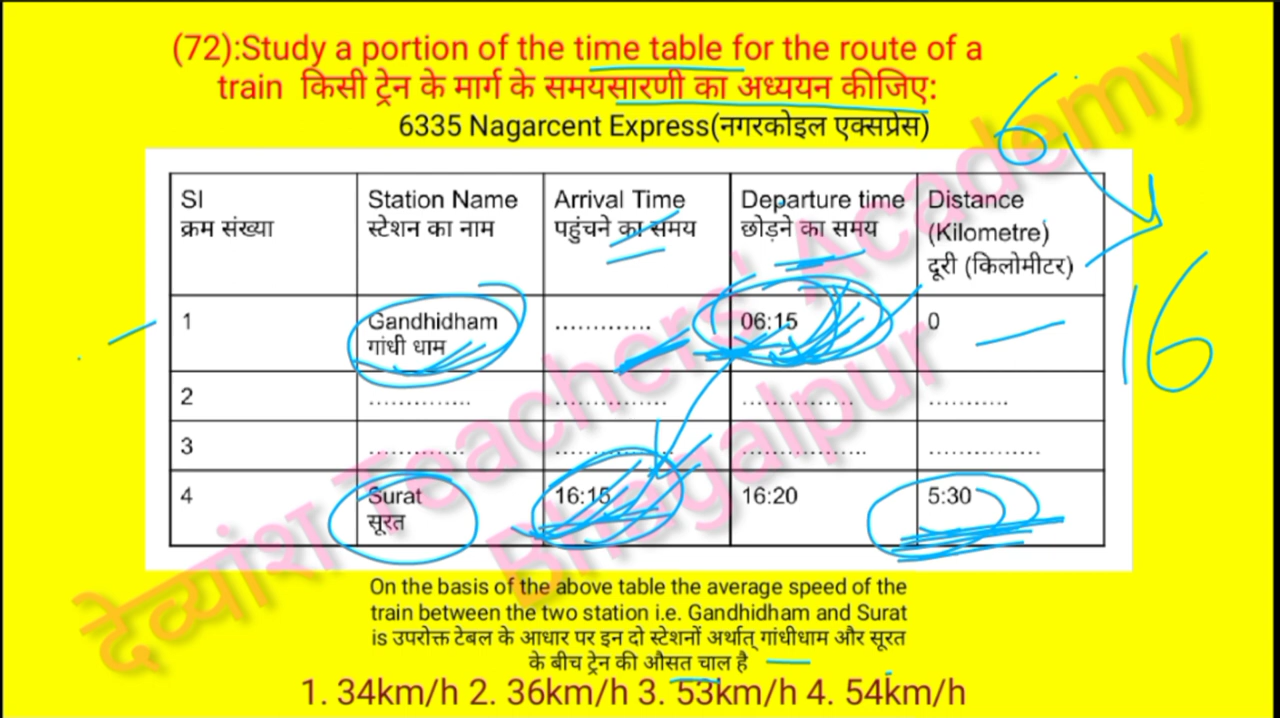 (72):Study a portion of the time table for the route of a
train किसी ट्रेन के मार्ग के समयसारणी का अध्ययन कीजिए:
6335 Nagarcent Express(नगरकोइल एक्सप्रेस)
Sl
क्रम संख्या
Station Name
स्टेशन का नाम
Arrival Time
पहुंचने का समय
Departure time
छोड़ने का समय
Distance
(Kilometre)
दूरी (किलोमीटर)
1
Gandhidham
गांधी धाम
.............
06:15
0
2
..............
...............
...............
...........
3
.............
................
.................
...............
4
Surat
सूरत
16:15
16:20
5:30
6
16
देव्यांश Teachers' Academy
Bhagalpur
On the basis of the above table the average speed of the
train between the two station i.e. Gandhidham and Surat
is उपरोक्त टेबल के आधार पर इन दो स्टेशनों अर्थात् गांधीधाम और सूरत
के बीच ट्रेन की औसत चाल है
1. 34km/h 2. 36km/h 3. 53km/h 4. 54km/h